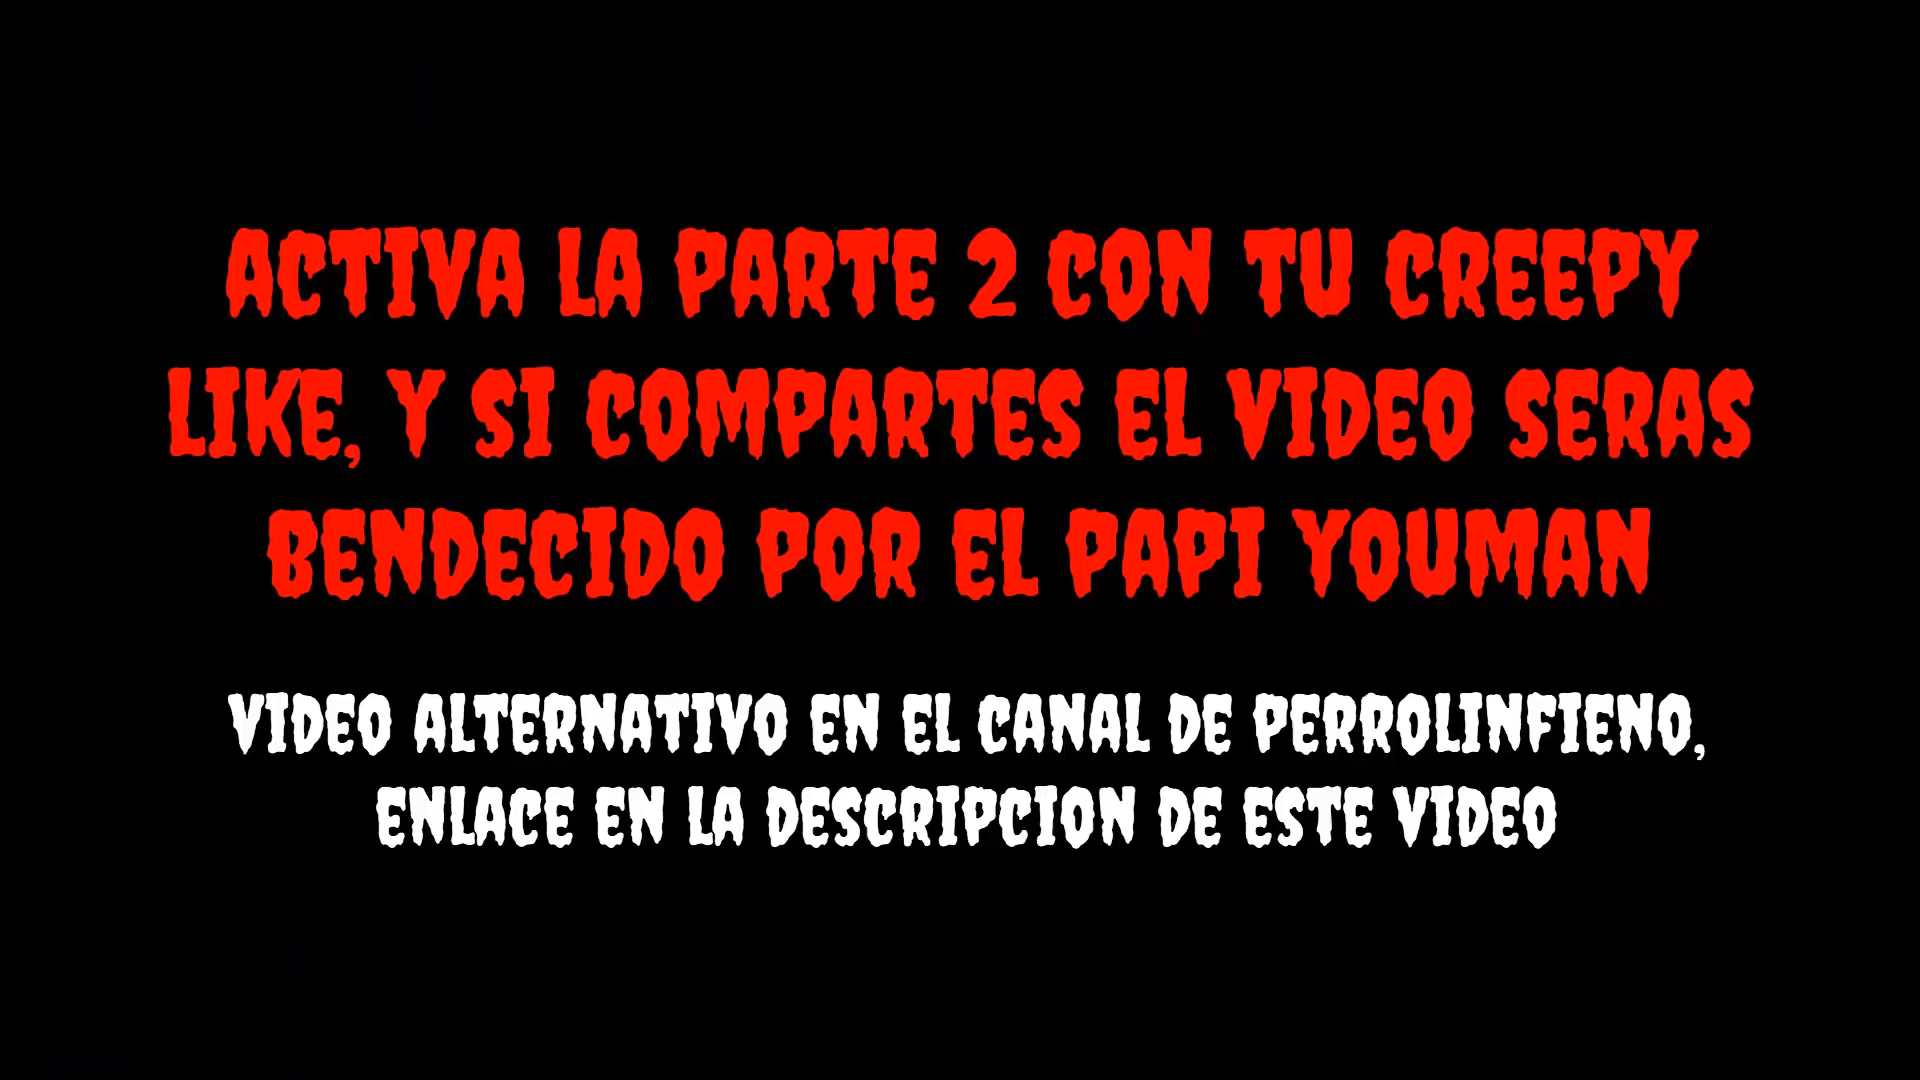 ACTIVA LA PARTE 2 CON TU CREEPY
LIKE, Y SI COMPARTES EL VIDEO SERAS
BENDECIDO POR EL PAPI YOUMAN
VIDEO ALTERNATIVO EN EL CANAL DE PERROLINFIENO,
ENLACE EN LA DESCRIPCION DE ESTE VIDEO